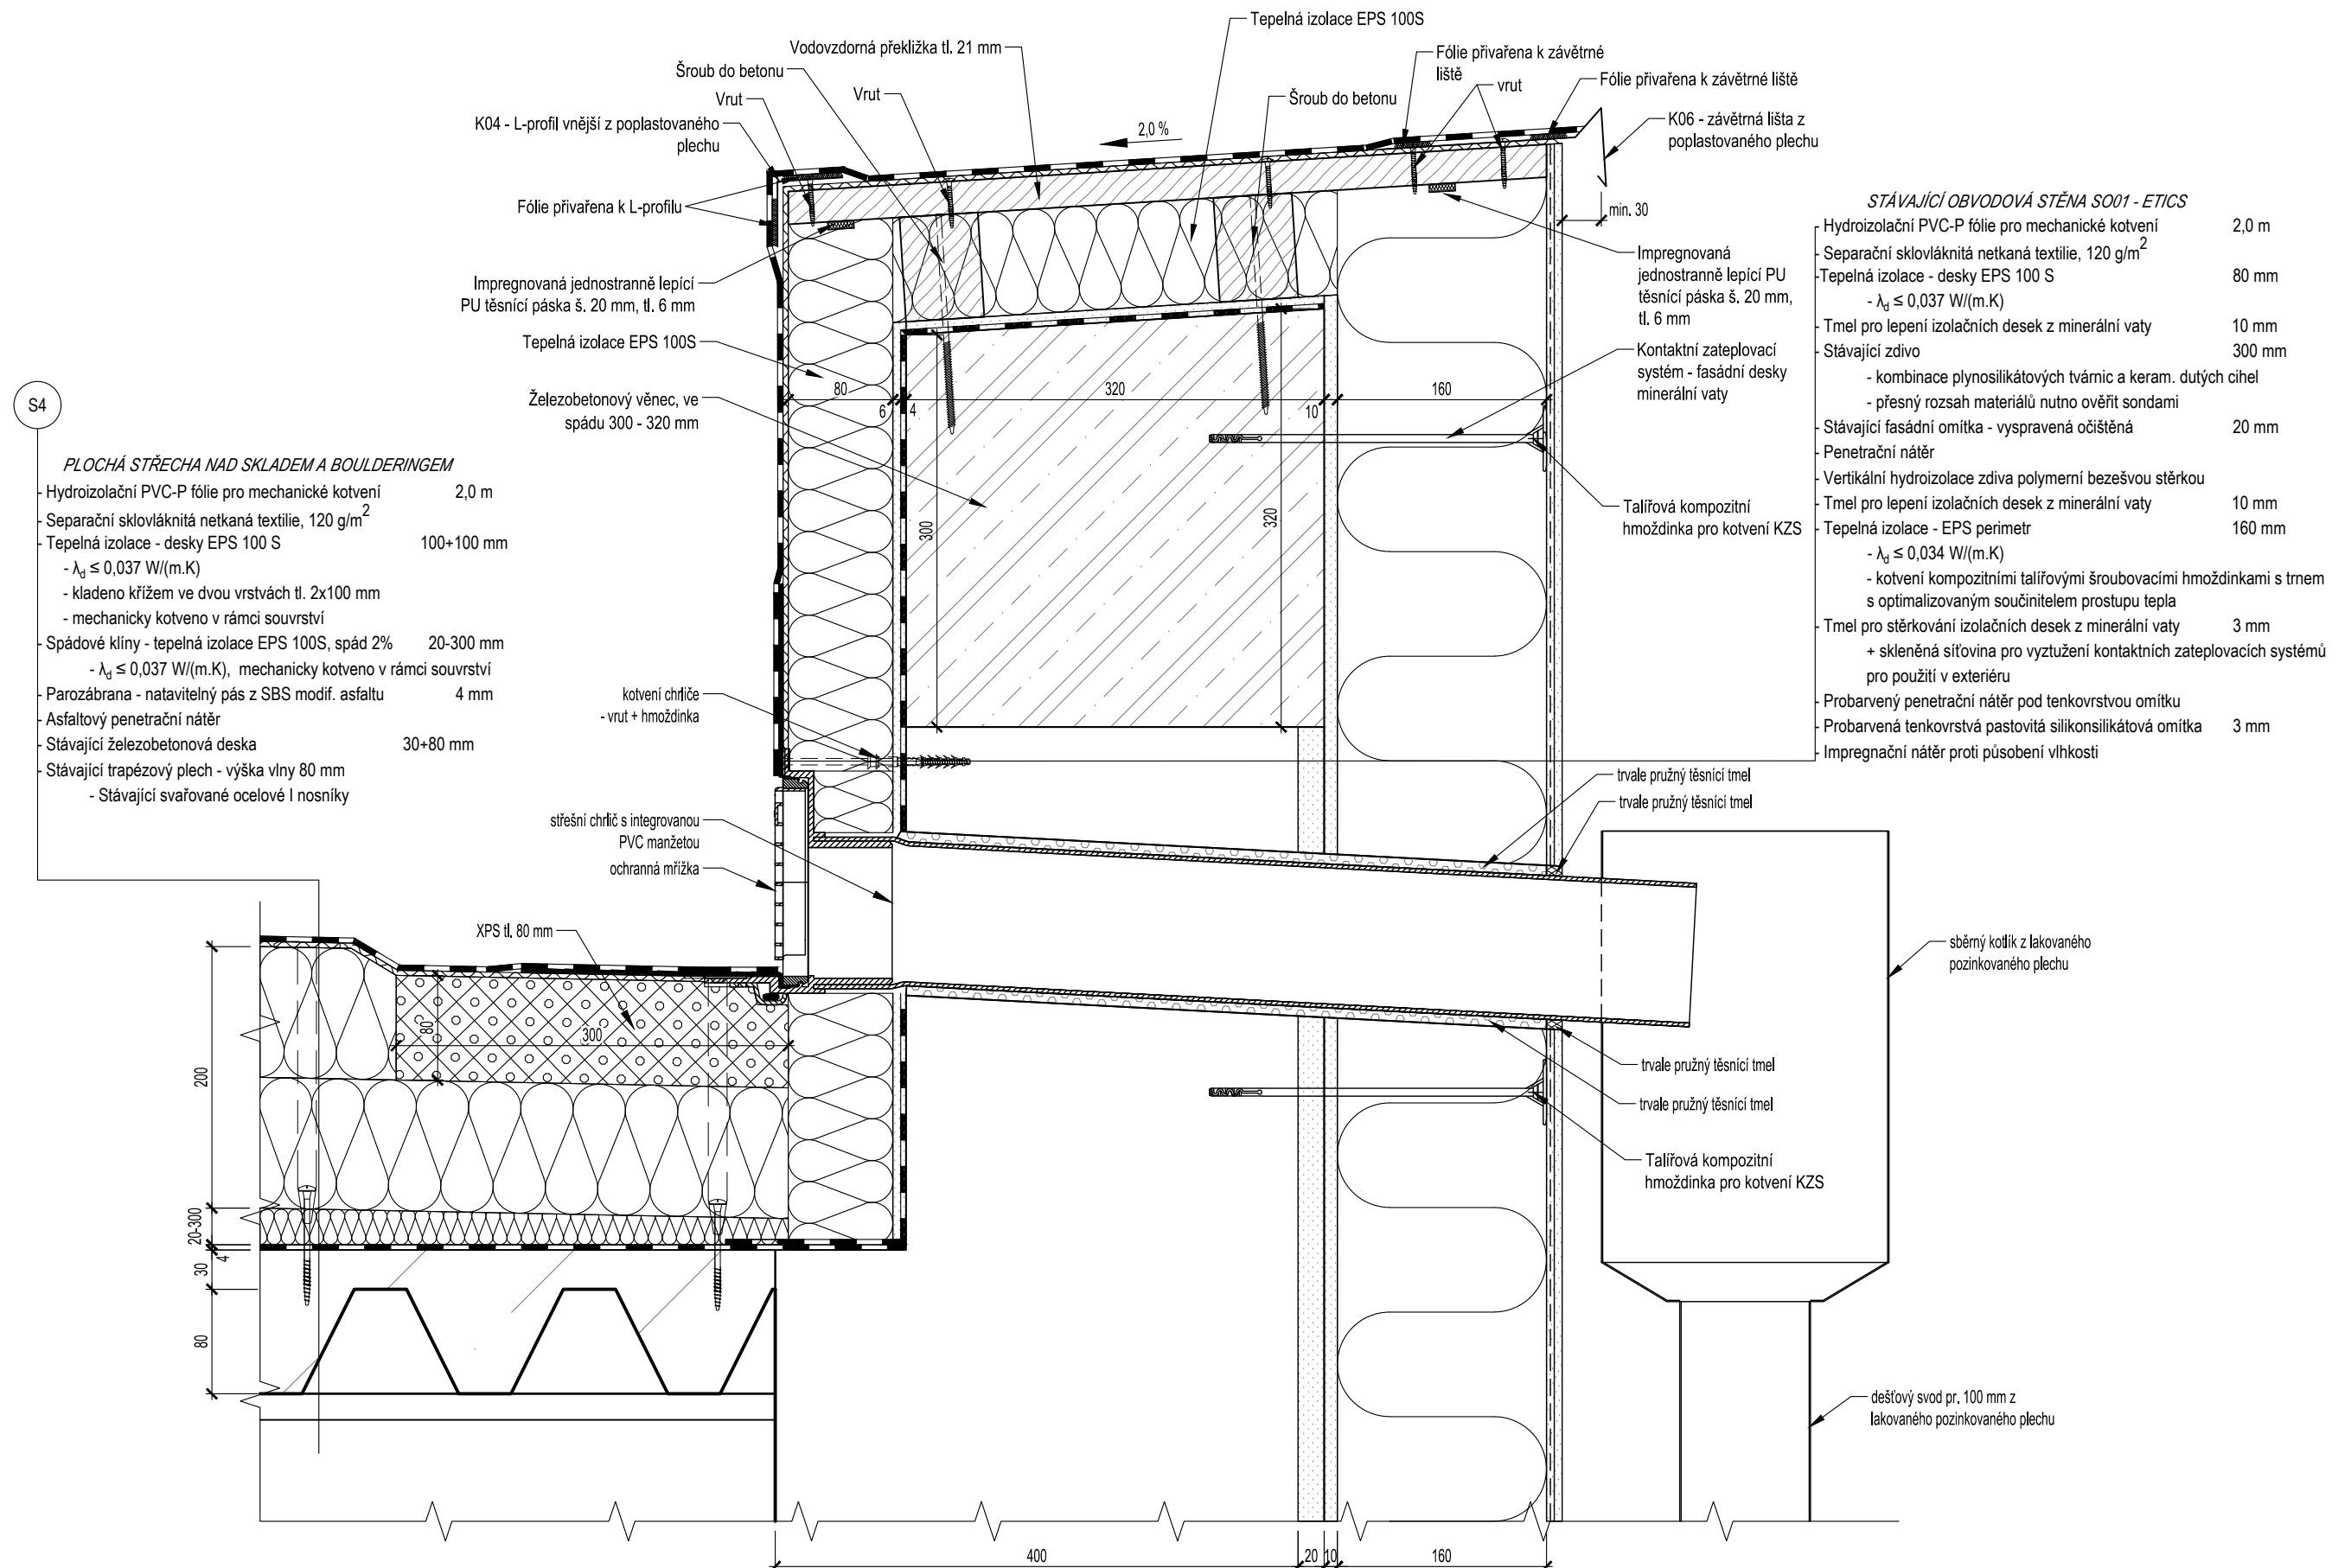 Tepelná izolace EPS 100S
Vodovzdorná překližka tl. 21 mm
Šroub do betonu
Vrut
Vrut
K04 - L-profil vnější z poplastovaného
plechu
Fólie přivařena k L-profilu
2,0 %
Šroub do betonu
Fólie přivařena k závětrné
liště
vrut
Fólie přivařena k závětrné liště
K06 - závětrná lišta z
poplastovaného plechu
min. 30
Impregnovaná jednostranně lepící
PU těsnící páska š. 20 mm, tl. 6 mm
Tepelná izolace EPS 100S
Železobetonový věnec, ve
spádu 300 - 320 mm
Impregnovaná
jednostranně lepící PU
těsnící páska š. 20 mm,
tl. 6 mm
Kontaktní zateplovací
systém - fasádní desky
minerální vaty
Talířová kompozitní
hmoždinka pro kotvení KZS
80
6
4
320
10
160
300
320
STÁVAJÍCÍ OBVODOVÁ STĚNA SO01 - ETICS
Hydroizolační PVC-P fólie pro mechanické kotvení 2,0 m
Separační sklovláknitá netkaná textilie, 120 g/m2
Tepelná izolace - desky EPS 100 S 80 mm
- λd ≤ 0,037 W/(m.K)
Tmel pro lepení izolačních desek z minerální vaty 10 mm
Stávající zdivo 300 mm
- kombinace plynosilikátových tvárnic a keram. dutých cihel
- přesný rozsah materiálů nutno ověřit sondami
Stávající fasádní omítka - vyspravená očištěná 20 mm
Penetrační nátěr
Vertikální hydroizolace zdiva polymerní bezešvou stěrkou
Tmel pro lepení izolačních desek z minerální vaty 10 mm
Tepelná izolace - EPS perimetr 160 mm
- λd ≤ 0,034 W/(m.K)
- kotvení kompozitními talířovými šroubovacími hmoždinkami s trnem
s optimalizovaným součinitelem prostupu tepla
Tmel pro stěrkování izolačních desek z minerální vaty 3 mm
+ skleněná síťovina pro vyztužení kontaktních zateplovacích systémů
pro použití v exteriéru
Probarvený penetrační nátěr pod tenkovrstvou omítku
Probarvená tenkovrstvá pastovitá silikonsilikátová omítka 3 mm
Impregnační nátěr proti působení vlhkosti
S4
PLOCHÁ STŘECHA NAD SKLADEM A BOULDERINGEM
Hydroizolační PVC-P fólie pro mechanické kotvení 2,0 m
Separační sklovláknitá netkaná textilie, 120 g/m2
Tepelná izolace - desky EPS 100 S 100+100 mm
- λd ≤ 0,037 W/(m.K)
- kladeno křížem ve dvou vrstvách tl. 2x100 mm
- mechanicky kotveno v rámci souvrství
Spádové klíny - tepelná izolace EPS 100S, spád 2% 20-300 mm
- λd ≤ 0,037 W/(m.K), mechanicky kotveno v rámci souvrství
Parozábrana - natavitelný pás z SBS modif. asfaltu 4 mm
Asfaltový penetrační nátěr
Stávající železobetonová deska 30+80 mm
Stávající trapézový plech - výška vlny 80 mm
- Stávající svařované ocelové I nosníky
kotvení chrliče
- vrut + hmoždinka
střešní chrlič s integrovanou
PVC manžetou
ochranná mřížka
XPS tl. 80 mm
80
300
trvale pružný těsnící tmel
trvale pružný těsnící tmel
sběrný kotlík z lakovaného
pozinkovaného plechu
trvale pružný těsnící tmel
trvale pružný těsnící tmel
Talířová kompozitní
hmoždinka pro kotvení KZS
dešťový svod pr. 100 mm z
lakovaného pozinkovaného plechu
200
20-300
4
30
80
400
20
10
160